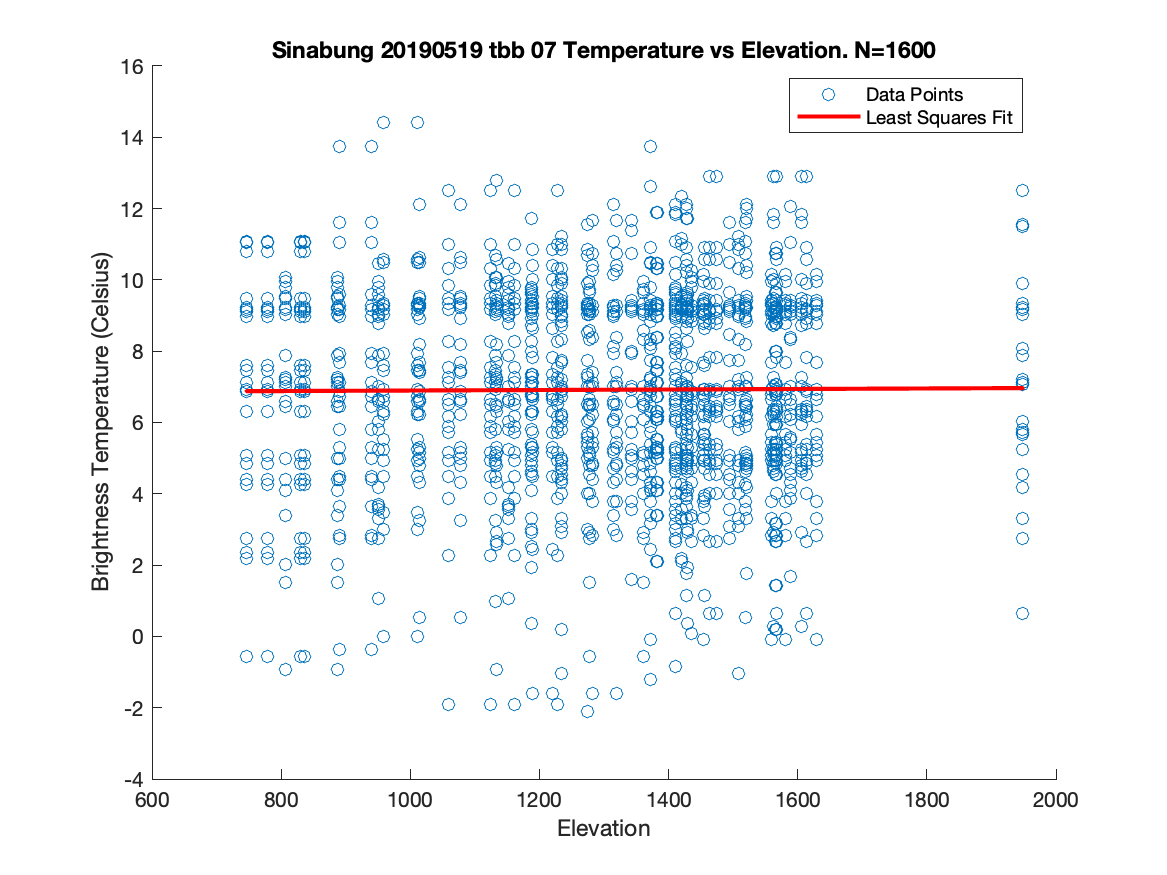 Sinabung 20190519 tbb 07 Temperature vs Elevation. N=1600
16
14
12
10
8
6
4
2
0
-2
-4
Brightness Temperature (Celsius)
Data Points
Least Squares Fit
600 800 1000 1200 1400 1600 1800 2000
Elevation